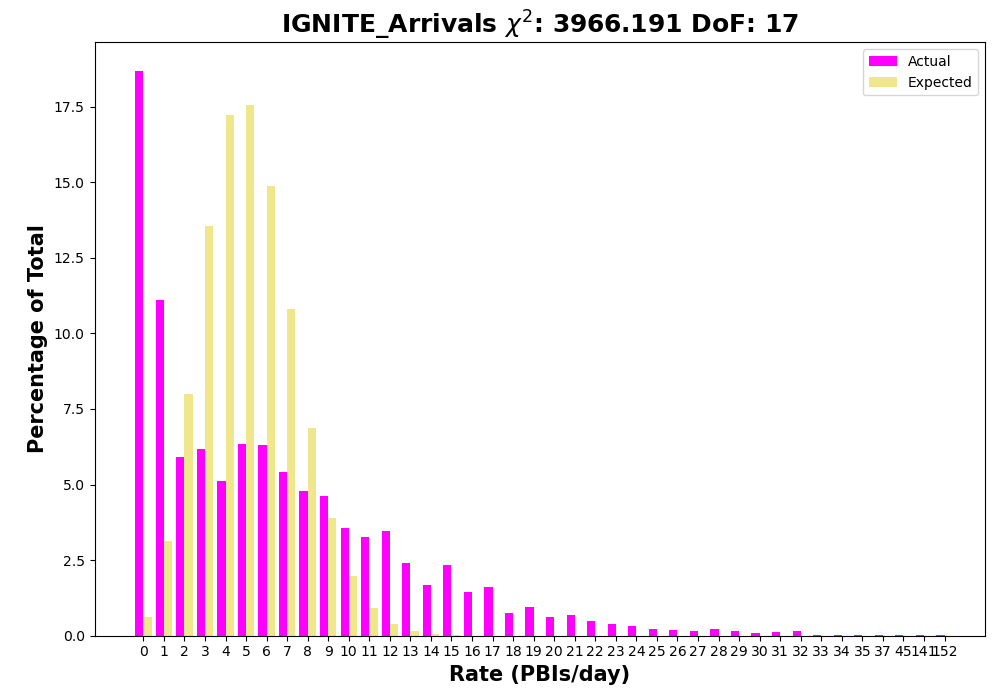 IGNITE_Arrivals χ²: 3966.191 DoF: 17
Actual
Expected
Percentage of Total
17.5
15.0
12.5
10.0
7.5
5.0
2.5
0.0
0 1 2 3 4 5 6 7 8 9 10 11 12 13 14 15 16 17 18 19 20 21 22 23 24 25 26 27 28 29 30 31 32 33 34 35 37 45 141 152
Rate (PBIs/day)